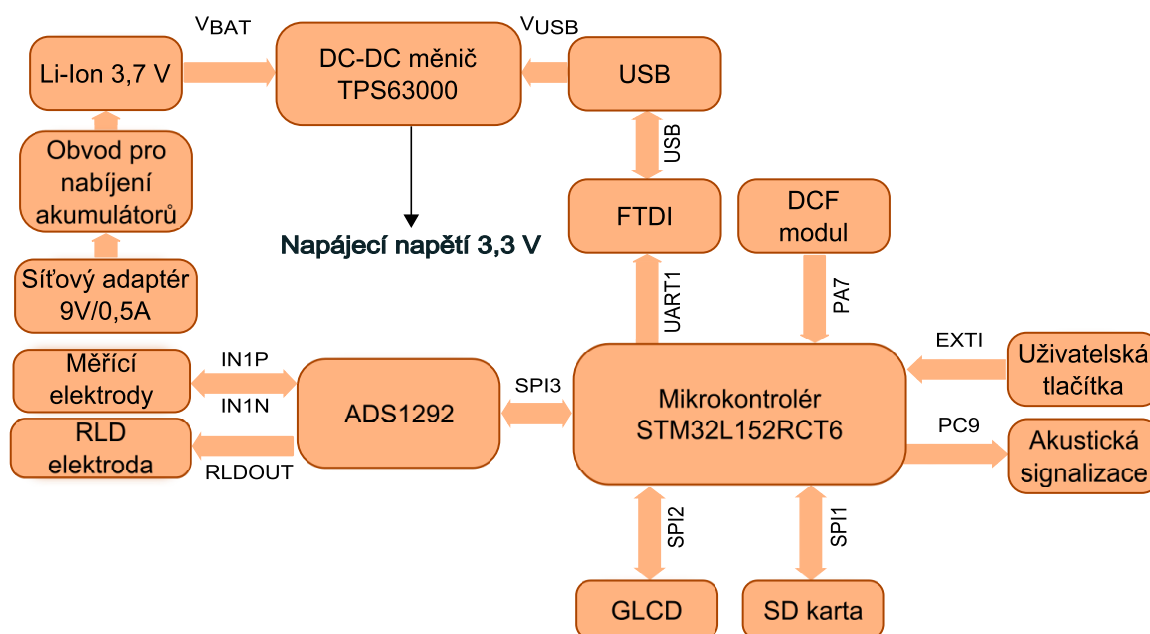 VBAT
VUSB
Li-Ion 3,7 V
DC-DC měnič
TPS63000
USB
Obvod pro
nabíjení
akumulátorů
USB
FTDI
DCF
modul
Napájecí napětí 3,3 V
Síťový adaptér
9V/0,5A
UART1
PA7
Měřící
elektrody
IN1P
IN1N
ADS1292
SPI3
Mikrokontrolér
STM32L152RCT6
EXTI
Uživatelská
tlačítka
RLD
elektroda
RLDOUT
PC9
Akustická
signalizace
SPI2
SPI1
GLCD
SD karta